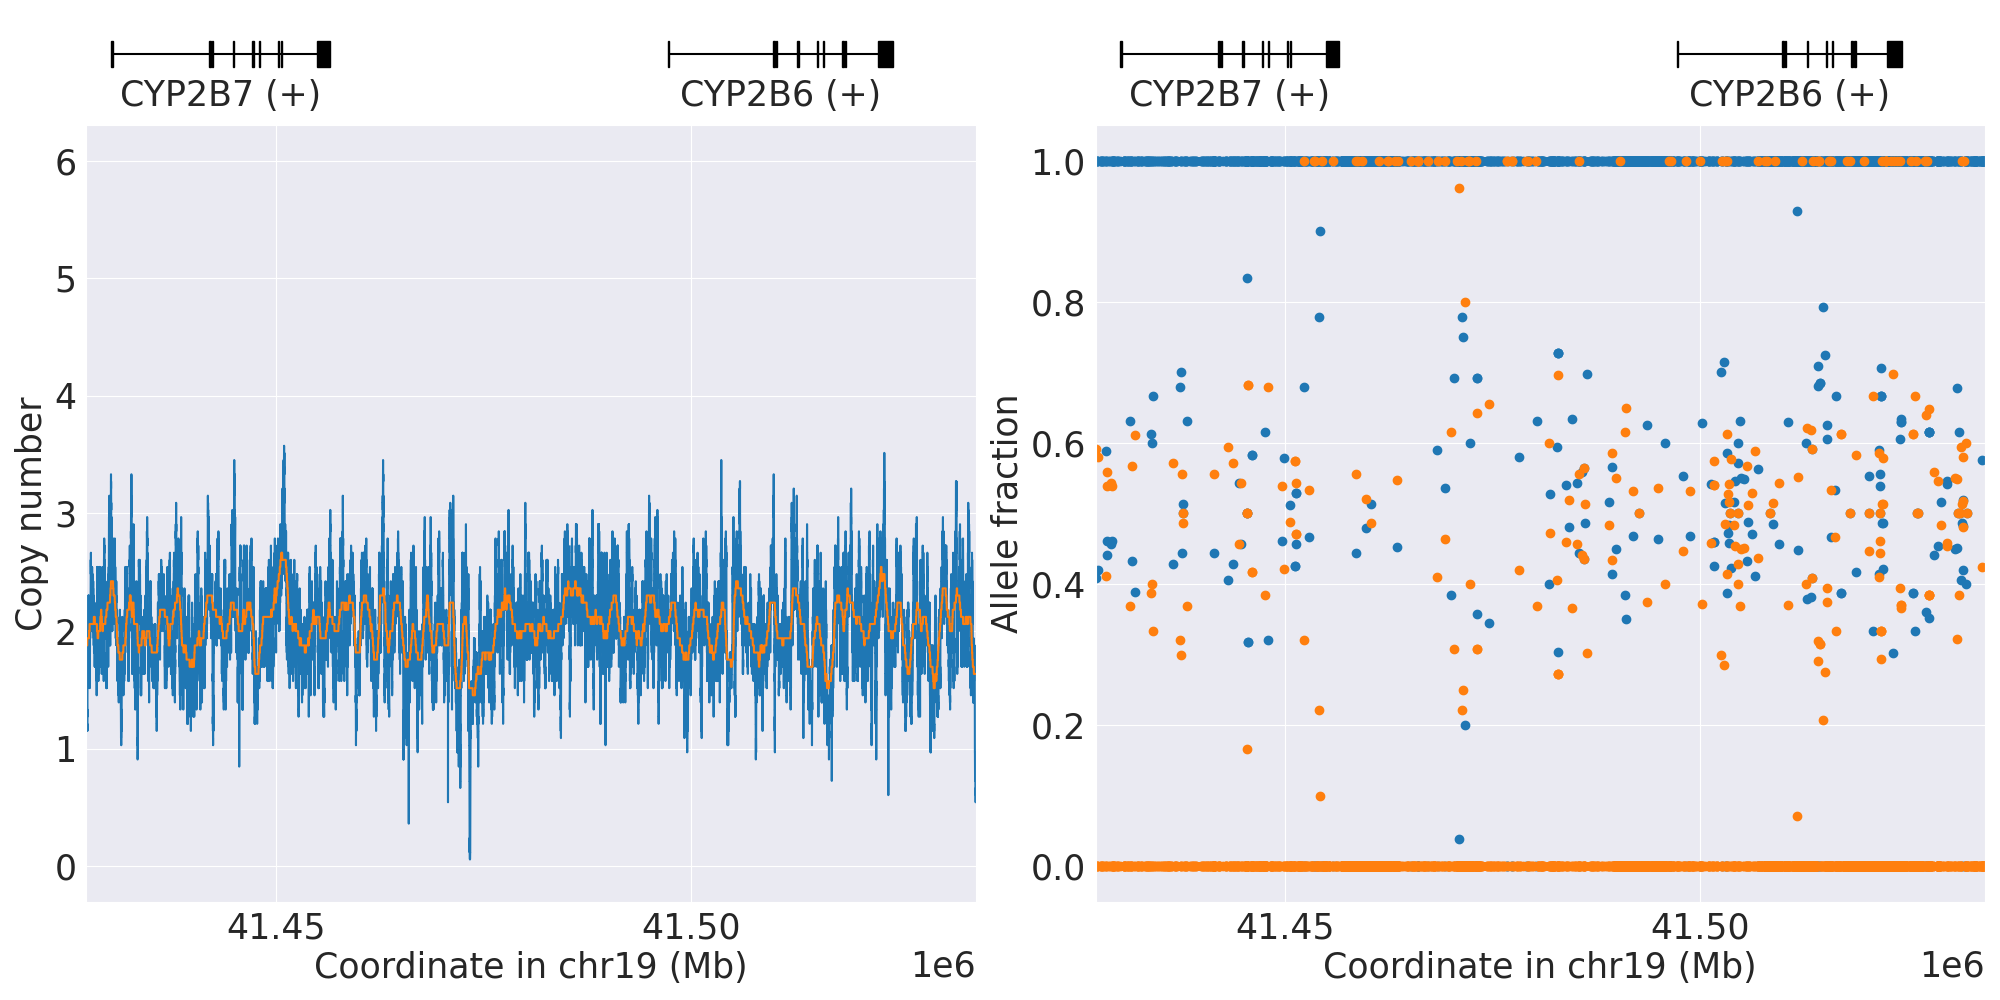 CYP2B7 (+)
CYP2B6 (+)
CYP2B7 (+)
CYP2B6 (+)
Copy number
6
5
4
3
2
1
0
41.45
41.50
Coordinate in chr19 (Mb)
1e6
Allele fraction
1.0
0.8
0.6
0.4
0.2
0.0
41.45
41.50
Coordinate in chr19 (Mb)
1e6